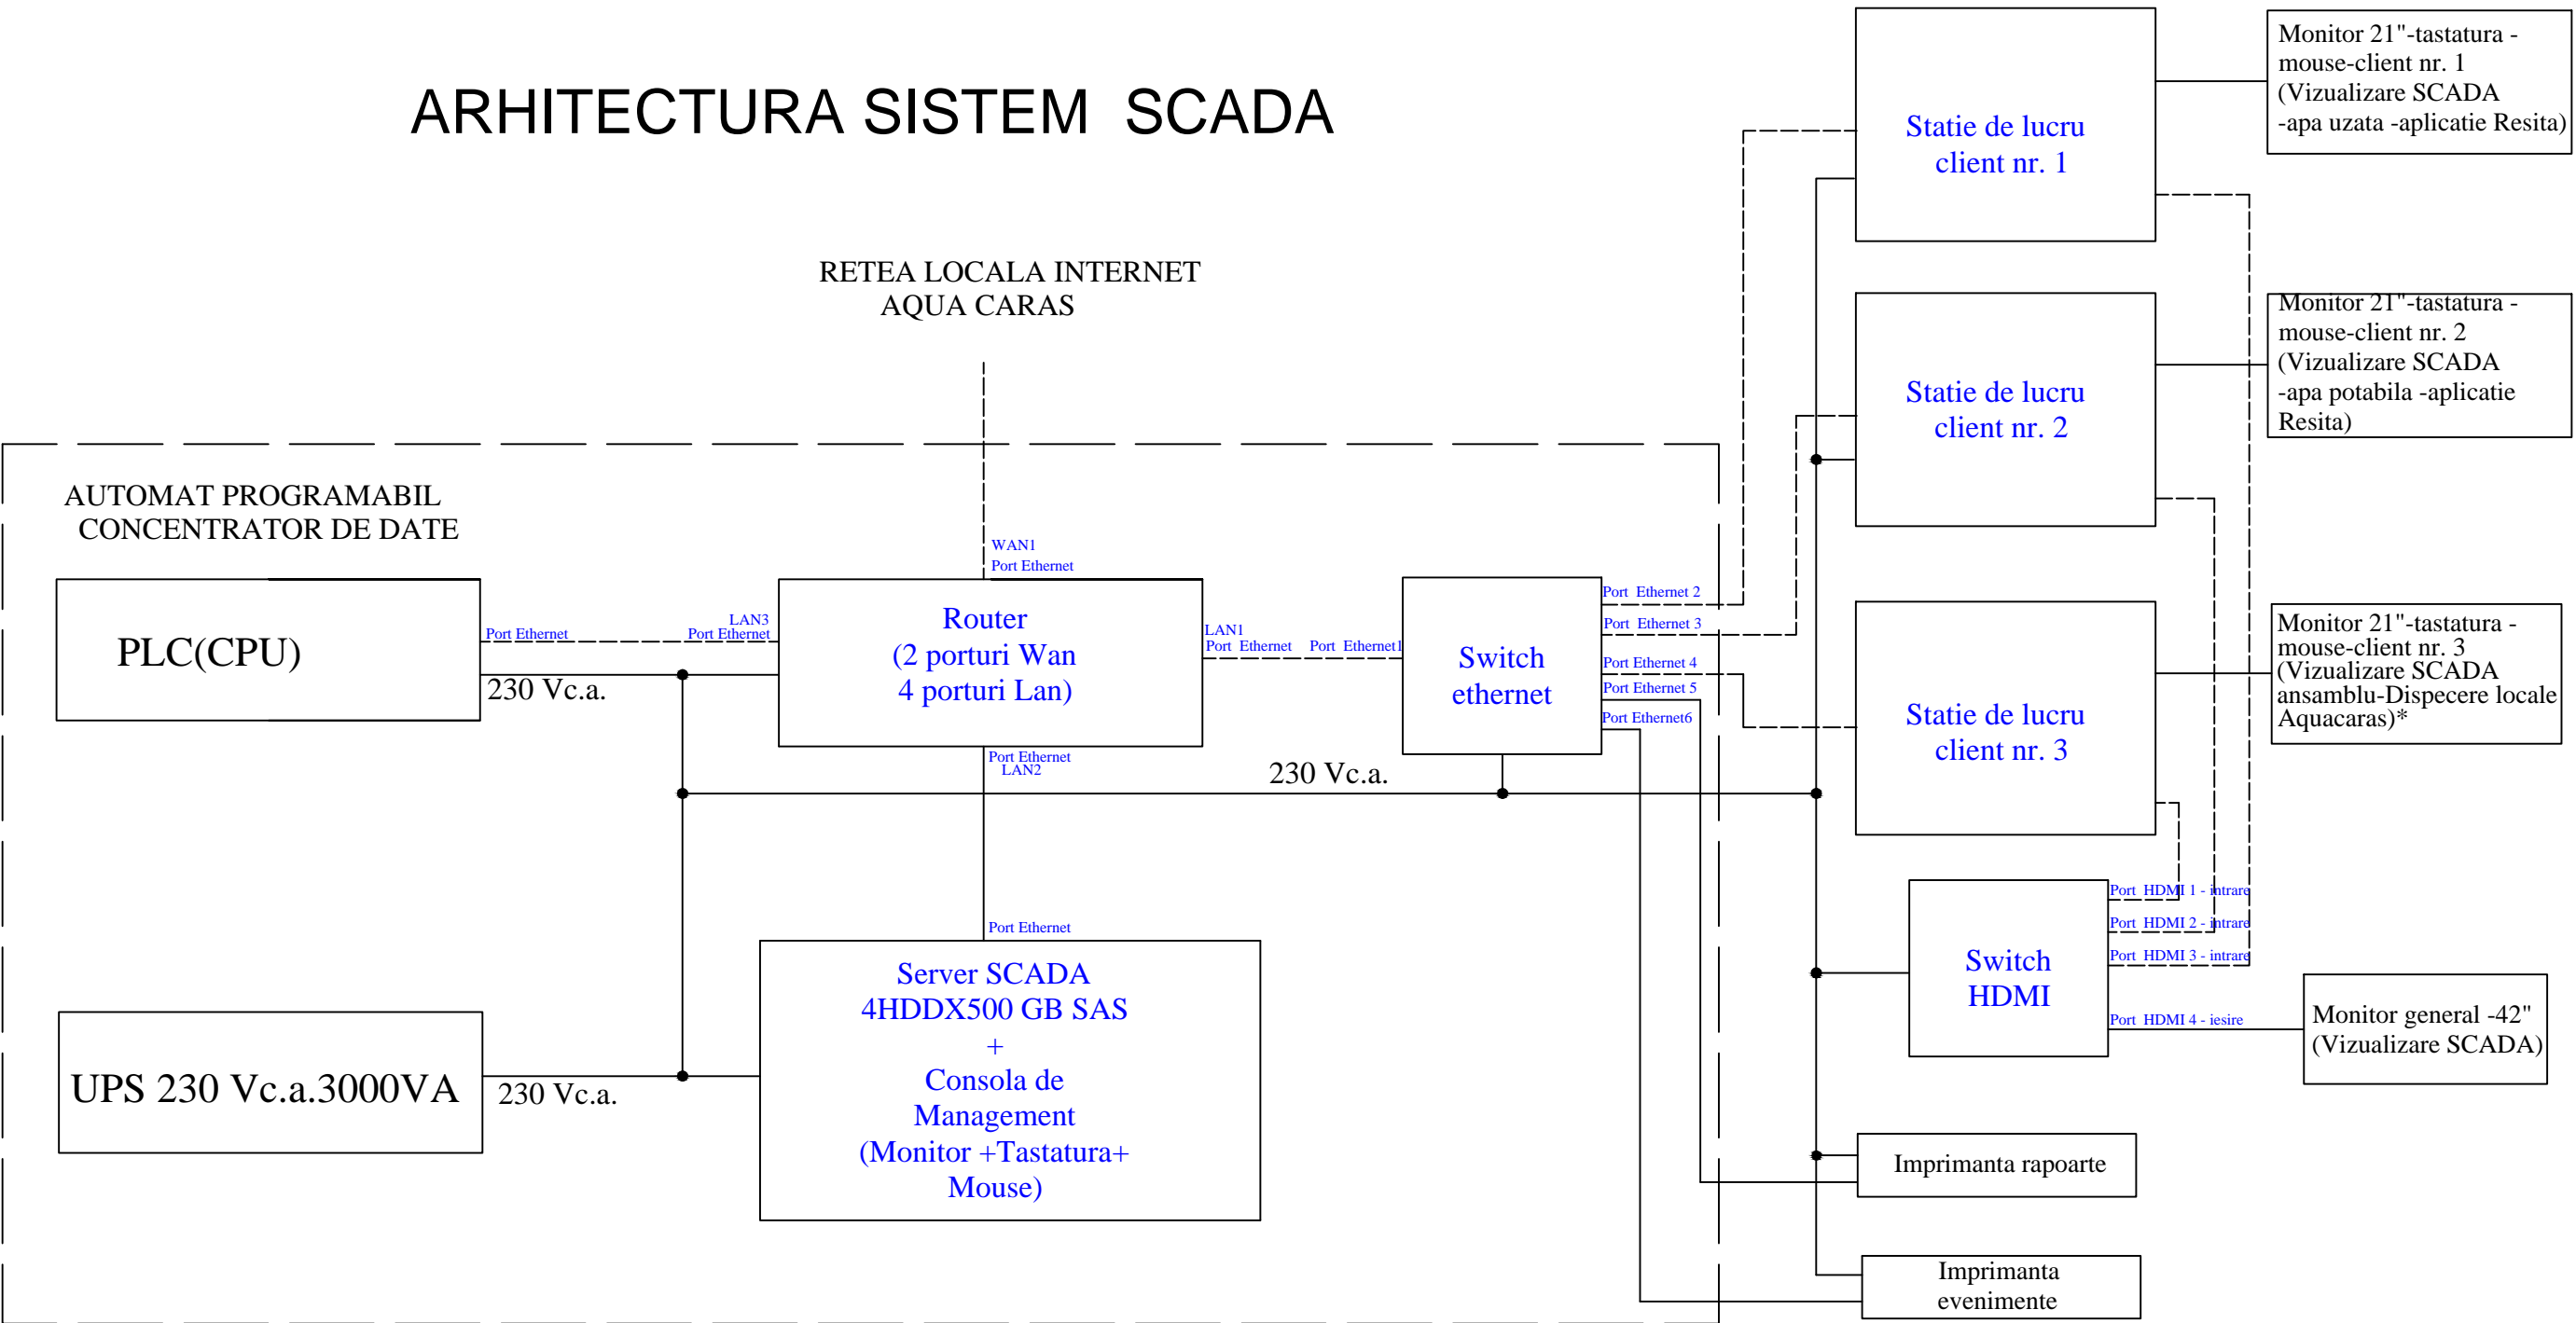 ARHITECTURA SISTEM SCADA
RETEA LOCALA INTERNET
AQUA CARAS
AUTOMAT PROGRAMABIL
CONCENTRATOR DE DATE
PLC(CPU)
Port Ethernet
LAN3
Port Ethernet
230 Vc.a.
WAN1
Port Ethernet
Router
(2 porturi Wan
4 porturi Lan)
LAN1
Port Ethernet
Port Ethernet1
Port Ethernet
LAN2
Switch
ethernet
Port Ethernet 2
Port Ethernet 3
Port Ethernet 4
Port Ethernet 5
Port Ethernet6
230 Vc.a.
UPS 230 Vc.a.3000VA
230 Vc.a.
Port Ethernet
Server SCADA
4HDDX500 GB SAS
+
Consola de
Management
(Monitor +Tastatura+
Mouse)
Statie de lucru
client nr. 1
Monitor 21"-tastatura -
mouse-client nr. 1
(Vizualizare SCADA
-apa uzata -aplicatie Resita)
Statie de lucru
client nr. 2
Monitor 21"-tastatura -
mouse-client nr. 2
(Vizualizare SCADA
-apa potabila -aplicatie
Resita)
Statie de lucru
client nr. 3
Monitor 21"-tastatura -
mouse-client nr. 3
(Vizualizare SCADA
ansamblu-Dispecere locale
Aquacaras)*
Switch
HDMI
Port HDMI 1 - intrare
Port HDMI 2 - intrare
Port HDMI 3 - intrare
Port HDMI 4 - iesire
Monitor general -42"
(Vizualizare SCADA)
Imprimanta rapoarte
Imprimanta
evenimente